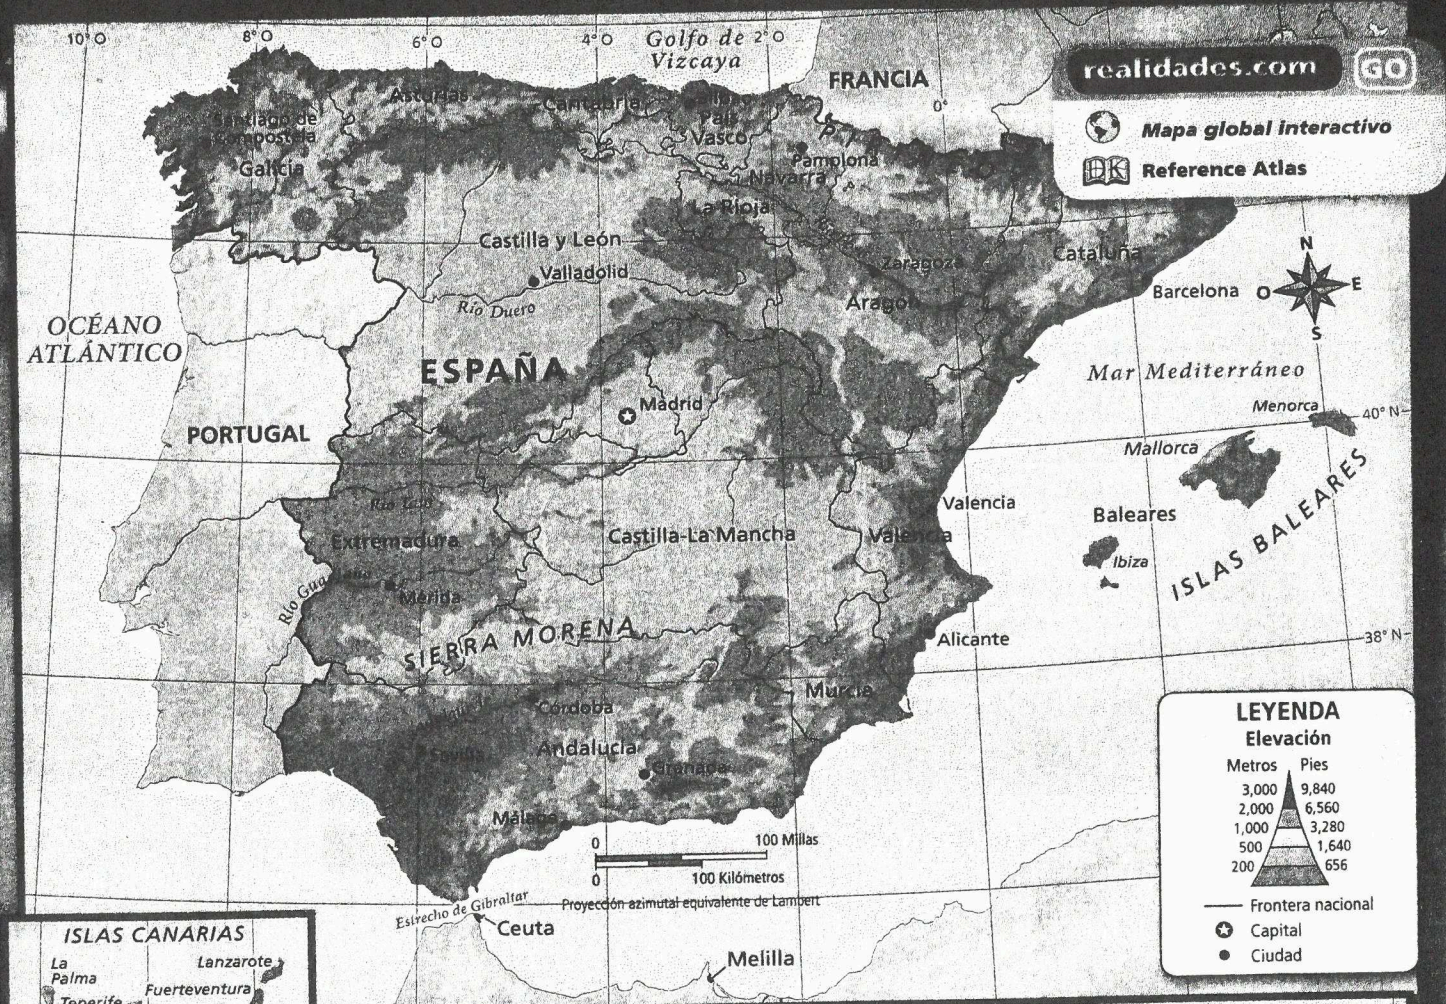 10° O
8° O
6° O
4° O
2° O
0°
Golfo de
Vizcaya
FRANCIA
realidades.com GO
Mapa global interactivo
DK Reference Atlas
Asturias
Cantabria
País
Vasco
Santiago de
Compostela
Galicia
Pamplona
Navarra
La Rioja
Castilla y León
Valladolid
Río Duero
Zaragoza
Aragón
Cataluña
Barcelona
N
O
E
S
OCÉANO
ATLÁNTICO
ESPAÑA
Madrid
PORTUGAL
Mar Mediterráneo
Menorca
40° N
Mallorca
Baleares
Ibiza
ISLAS BALEARES
Río Tajo
Extremadura
Castilla-La Mancha
Valencia
Valencia
Mérida
SIERRA MORENA
Alicante
38° N
Murcia
Córdoba
Sevilla
Andalucía
Granada
Málaga
0 100 Millas
0 100 Kilómetros
Proyección azimutal equivalente de Lambert
Estrecho de Gibraltar
Ceuta
Melilla
LEYENDA
Elevación
Metros Pies
3,000 9,840
2,000 6,560
1,000 3,280
500 1,640
200 656
Frontera nacional
Capital
Ciudad
ISLAS CANARIAS
La
Palma
Lanzarote
Fuerteventura
Tenerife